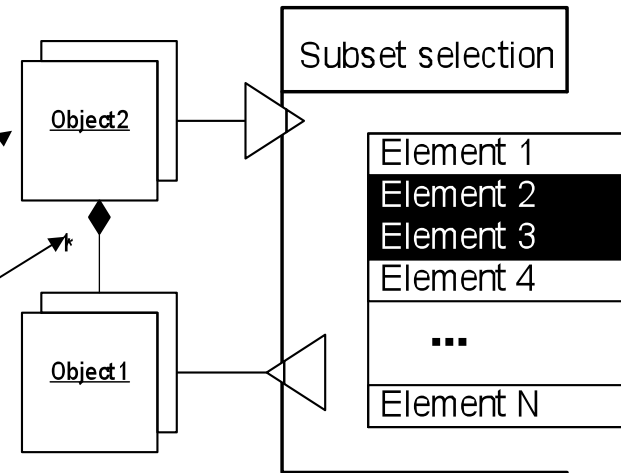 Subset selection
Object2
Element 1
Element 2
Element 3
Element 4
...
Element N
*
Object1